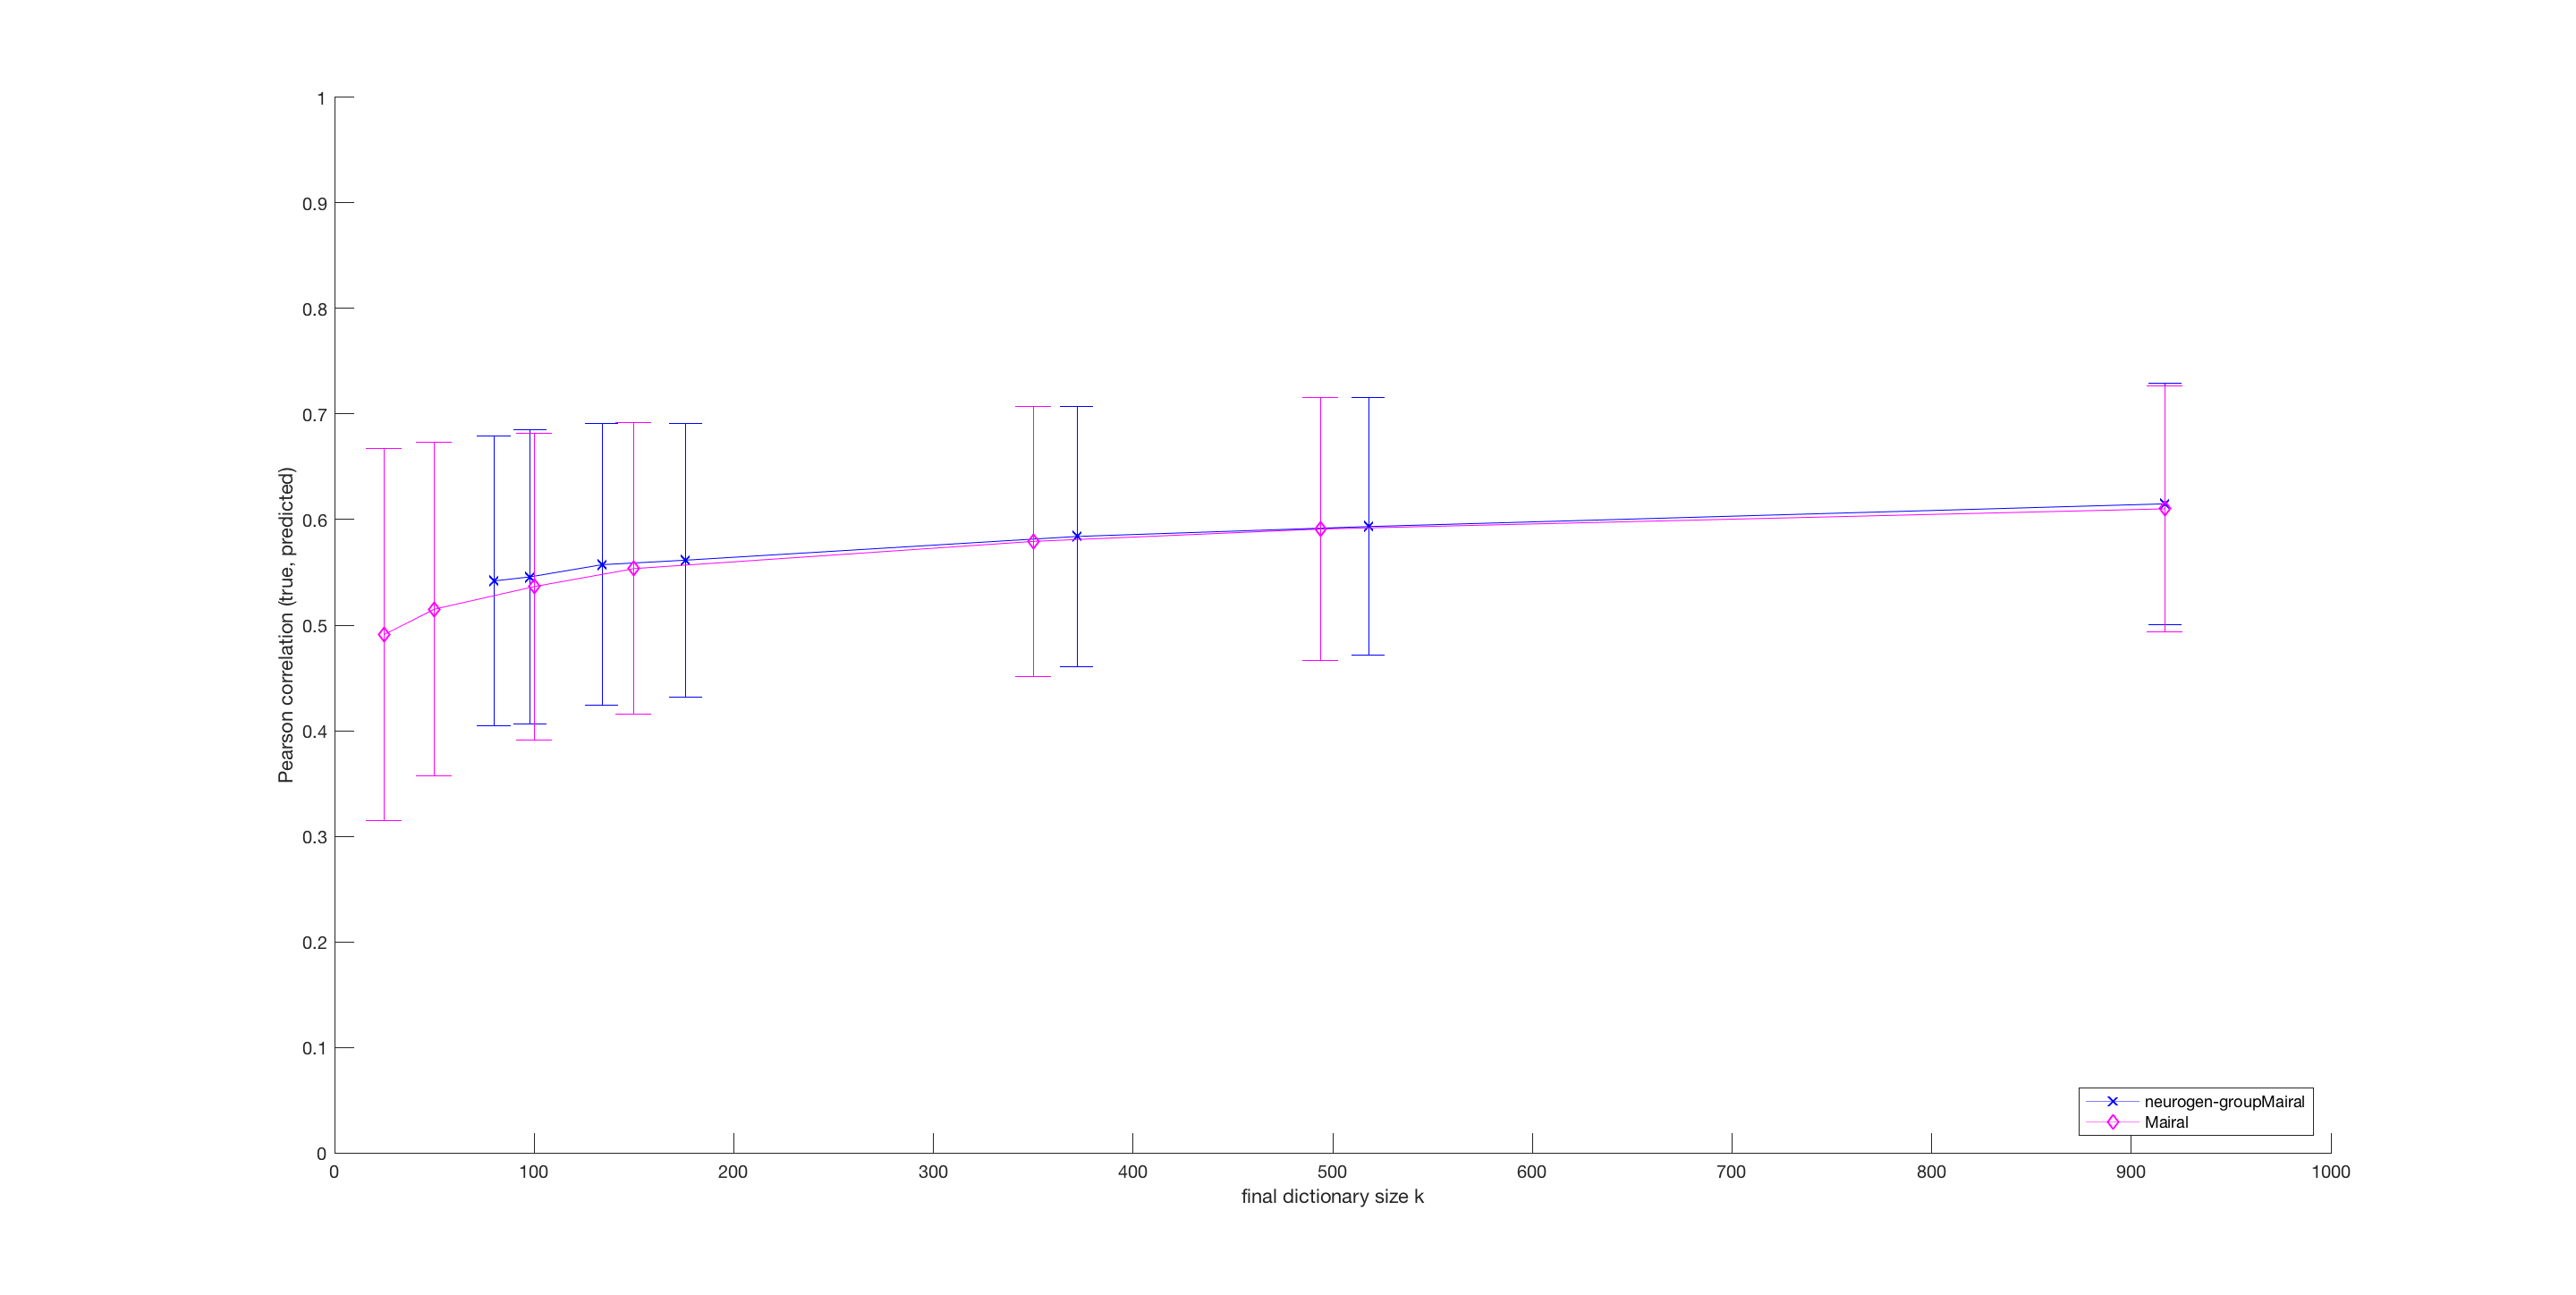 1
0.9
0.8
0.7
0.6
0.5
0.4
0.3
0.2
0.1
0
Pearson correlation (true, predicted)
0 100 200 300 400 500 600 700 800 900 1000
final dictionary size k
neurogen-groupMairal
Mairal